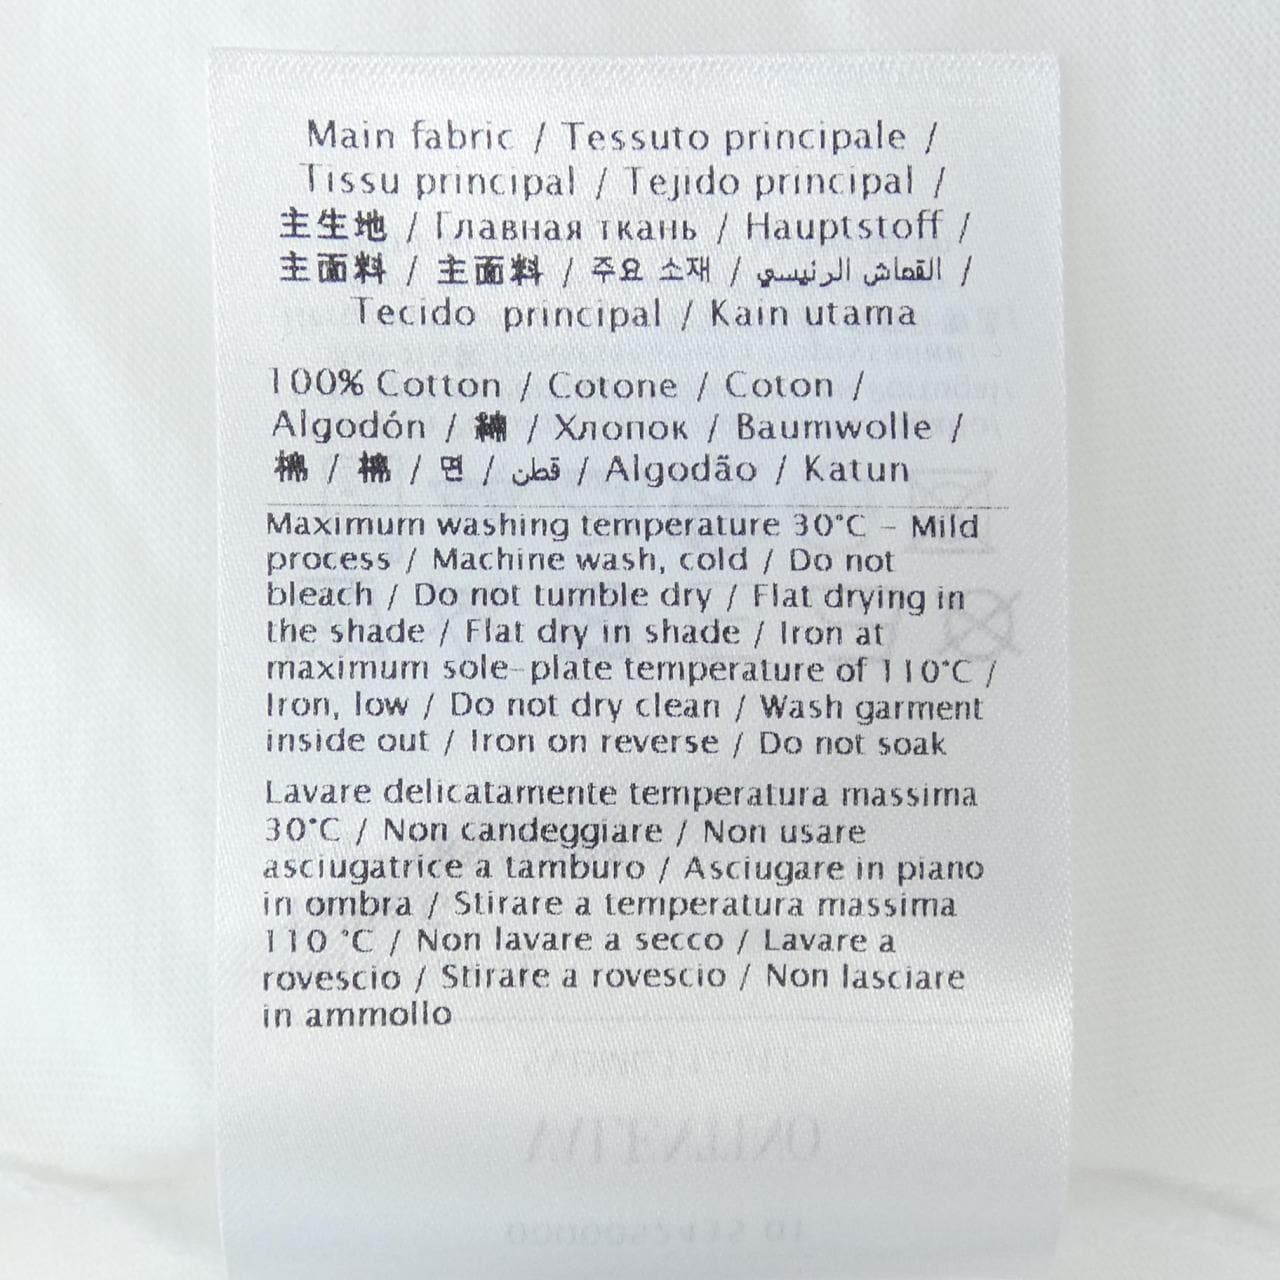 Main fabric / Tessuto principale /
Tissu principal / Tejido principal /
主生地 / Главная ткань / Hauptstoff /
主面料 / 主面料 / 주요 소재 / القماش الرئيسي /
Tecido principal / Kain utama
100% Cotton / Cotone / Coton /
Algodón / 綿 / Хлопок / Baumwolle /
棉 / 棉 / 면 / قطن / Algodão / Katun
Maximum washing temperature 30°C - Mild
process / Machine wash, cold / Do not
bleach / Do not tumble dry / Flat drying in
the shade / Flat dry in shade / Iron at
maximum sole-plate temperature of 110°C /
Iron, low / Do not dry clean / Wash garment
inside out / Iron on reverse / Do not soak
Lavare delicatamente temperatura massima
30°C / Non candeggiare / Non usare
asciugatrice a tamburo / Asciugare in piano
in ombra / Stirare a temperatura massima
110 °C / Non lavare a secco / Lavare a
rovescio / Stirare a rovescio / Non lasciare
in ammollo
VALENTINO